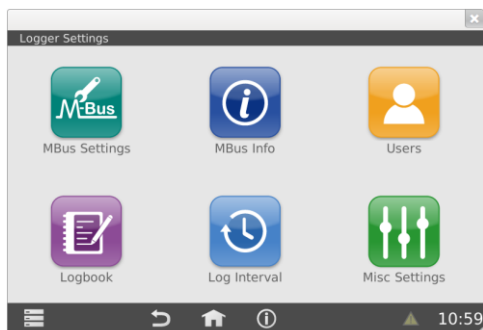 Logger Settings
M-Bus
MBus Settings
MBus Info
Users
Logbook
Log Interval
Misc Settings
10:59